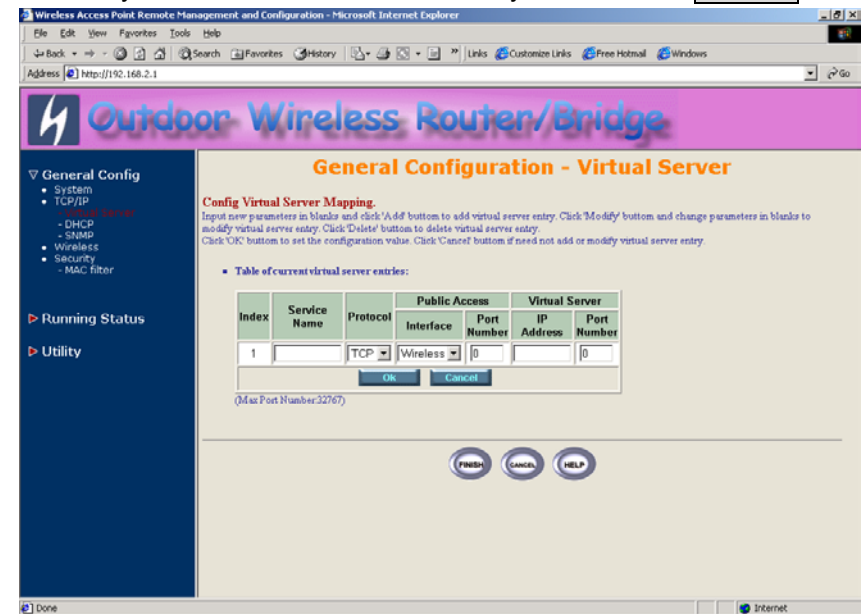 Wireless Access Point Remote Management and Configuration - Microsoft Internet Explorer
File Edit View Favorites Tools Help
Back Search Favorites History Links Customize Links Free Hotmail Windows
Address http://192.168.2.1 Go
Outdoor Wireless Router/Bridge
General Config
System
TCP/IP
- Virtual Server
- DHCP
- SNMP
Wireless
Security
- MAC filter
Running Status
Utility
General Configuration - Virtual Server
Config Virtual Server Mapping.
Input new parameters in blanks and click 'Add' buttom to add virtual server entry. Click 'Modify' buttom and change parameters in blanks to
modify virtual server entry. Click 'Delete' buttom to delete virtual server entry.
Click 'OK' buttom to set the configuration value. Click 'Cancel' buttom if need not add or modify virtual server entry.
Table of current virtual server entries:
Index Service Name Protocol Public Access Virtual Server
Interface Port Number IP Address Port Number
1 TCP Wireless 0 0
Ok Cancel
(Max Port Number:32767)
FINISH CANCEL HELP
Done Internet